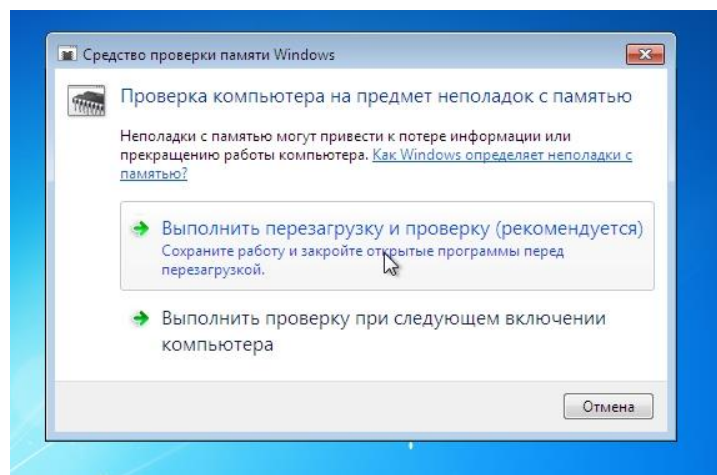 Средство проверки памяти Windows
Проверка компьютера на предмет неполадок с памятью
Неполадки с памятью могут привести к потере информации или
прекращению работы компьютера. Как Windows определяет неполадки с
памятью?
Выполнить перезагрузку и проверку (рекомендуется)
Сохраните работу и закройте открытые программы перед
перезагрузкой.
Выполнить проверку при следующем включении
компьютера
Отмена